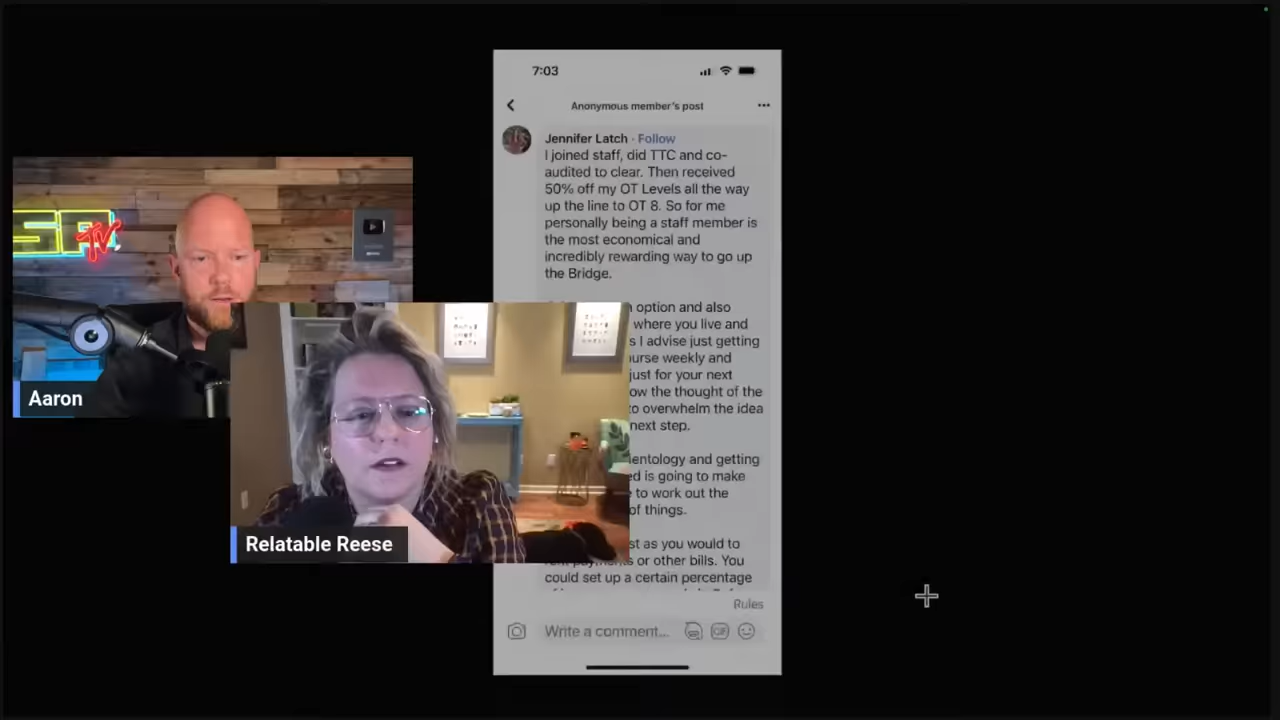 7:03
Anonymous member's post
Jennifer Latch · Follow
I joined staff, did TTC and co-
audited to clear. Then received
50% off my OT Levels all the way
up the line to OT 8. So for me
personally being a staff member is
the most economical and
incredibly rewarding way to go up
the Bridge.
option and also
where you live and
s I advise just getting
urse weekly and
just for your next
ow the thought of the
to overwhelm the idea
next step.
ientology and getting
ed is going to make
e to work out the
of things.
st as you would to
or other bills. You
could set up a certain percentage
Rules
Write a comment...
GIF
TV
Aaron
Relatable Reese